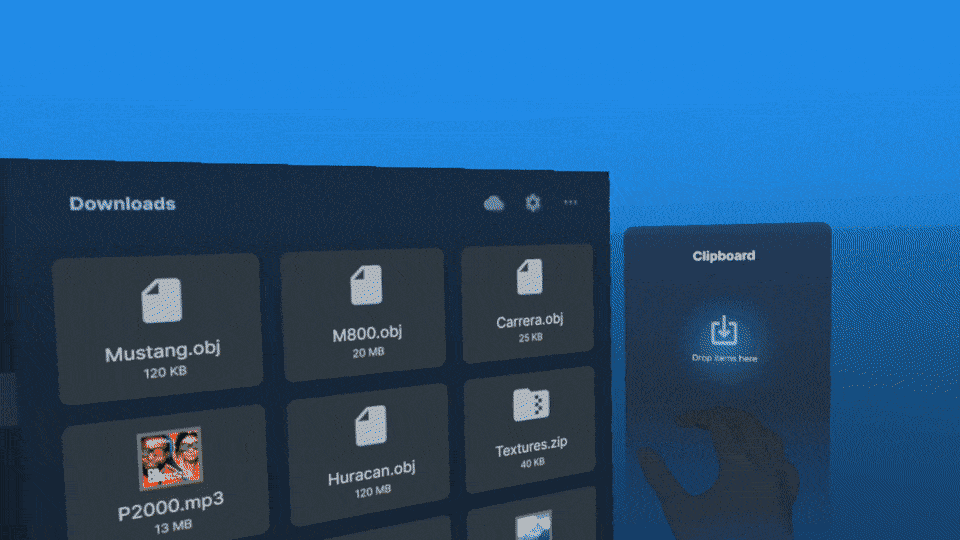 Downloads
Clipboard
Mustang.obj
120 KB
M800.obj
20 MB
Carrera.obj
25 KB
Drop items here
P2000.mp3
13 MB
Huracan.obj
120 MB
Textures.zip
40 KB